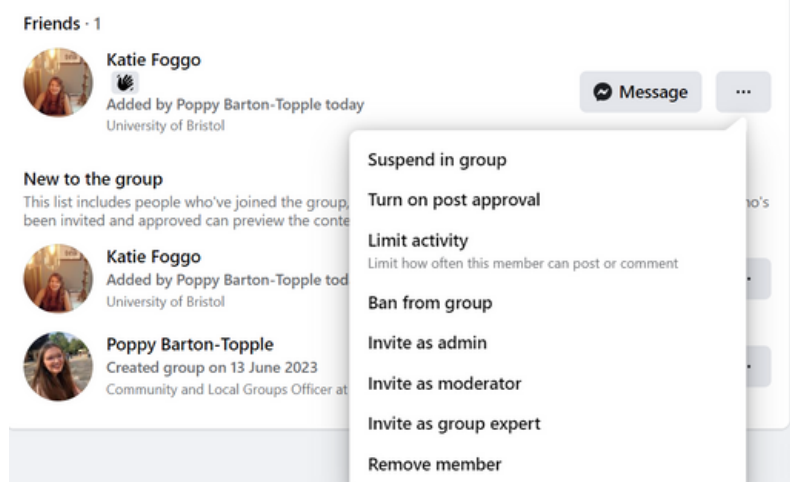 Friends · 1
Katie Foggo
Added by Poppy Barton-Topple today
University of Bristol
Message
Suspend in group
Turn on post approval
Limit activity
Limit how often this member can post or comment
Ban from group
Invite as admin
Invite as moderator
Invite as group expert
Remove member
New to the group
This list includes people who've joined the group,
been invited and approved can preview the conte
Katie Foggo
Added by Poppy Barton-Topple tod
University of Bristol
Poppy Barton-Topple
Created group on 13 June 2023
Community and Local Groups Officer at